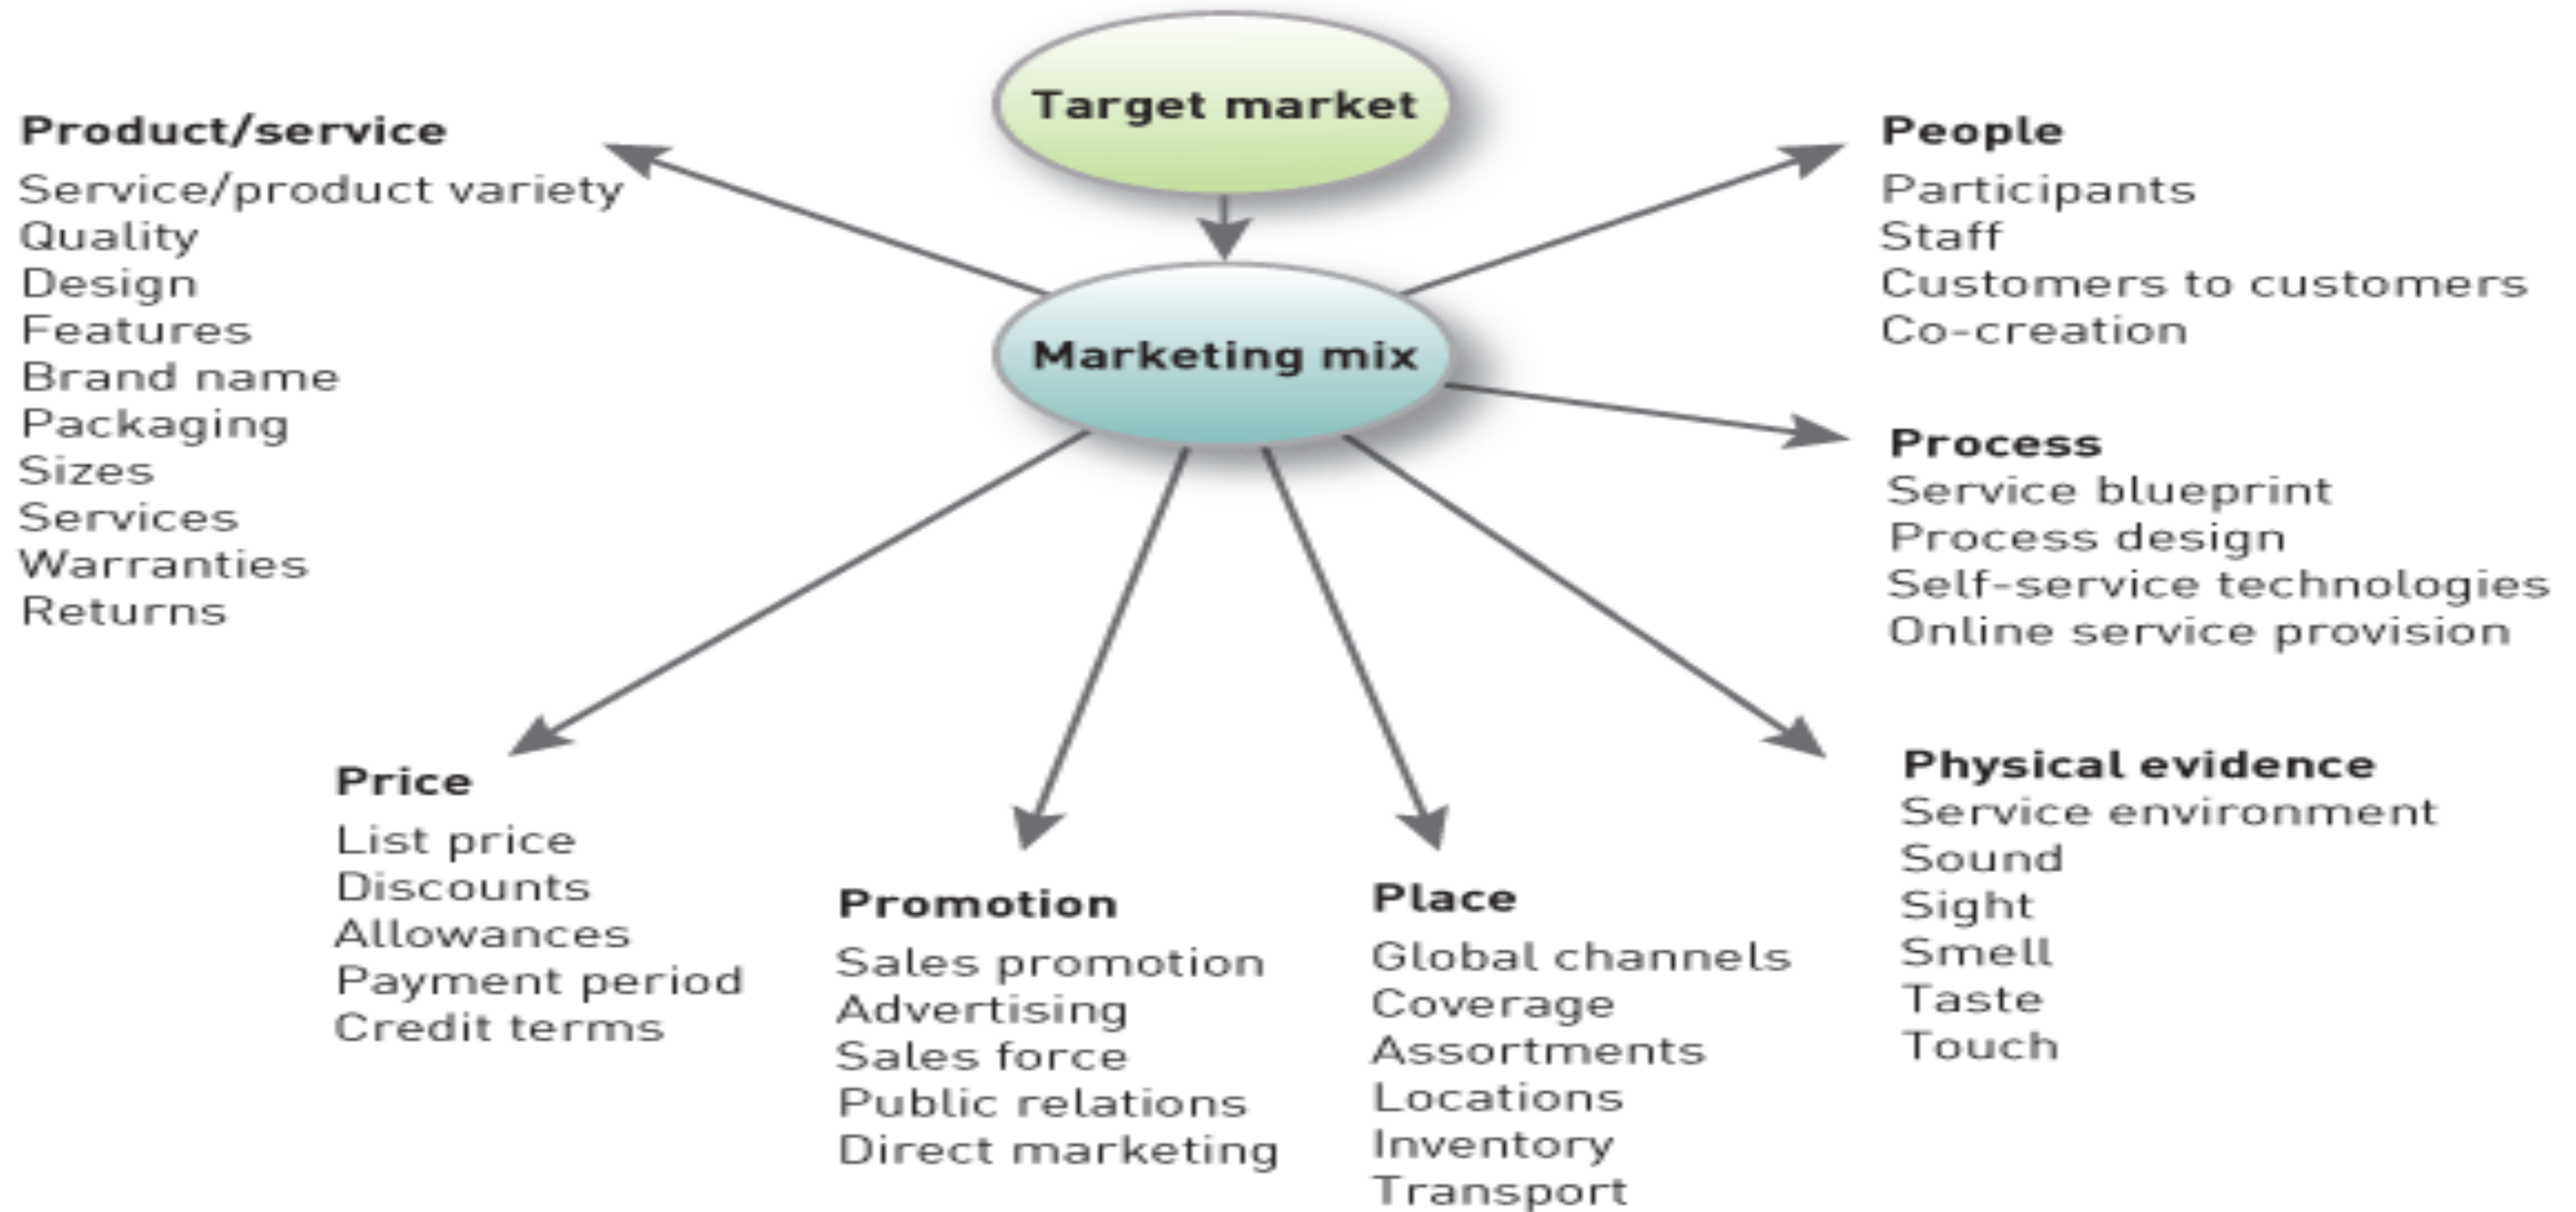 Target market
Marketing mix
Product/service
Service/product variety
Quality
Design
Features
Brand name
Packaging
Sizes
Services
Warranties
Returns
Price
List price
Discounts
Allowances
Payment period
Credit terms
Promotion
Sales promotion
Advertising
Sales force
Public relations
Direct marketing
Place
Global channels
Coverage
Assortments
Locations
Inventory
Transport
People
Participants
Staff
Customers to customers
Co-creation
Process
Service blueprint
Process design
Self-service technologies
Online service provision
Physical evidence
Service environment
Sound
Sight
Smell
Taste
Touch